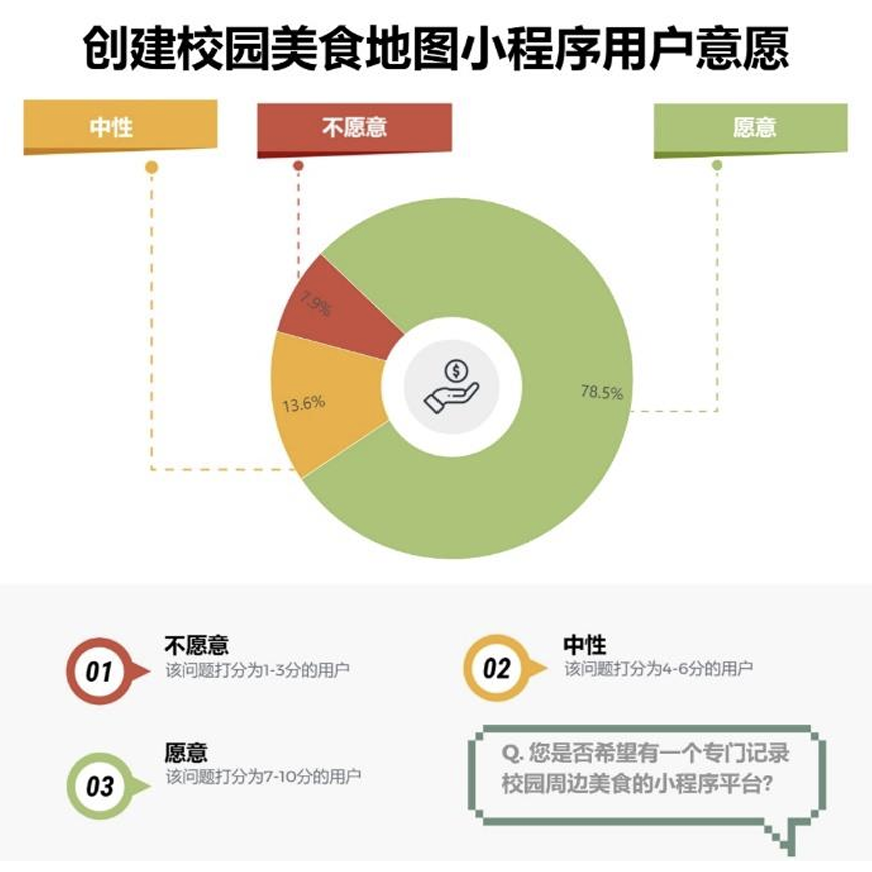 创建校园美食地图小程序用户意愿
中性
不愿意
愿意
7.9%
13.6%
78.5%
$
01
不愿意
该问题打分为1-3分的用户
02
中性
该问题打分为4-6分的用户
03
愿意
该问题打分为7-10分的用户
Q. 您是否希望有一个专门记录
校园周边美食的小程序平台?